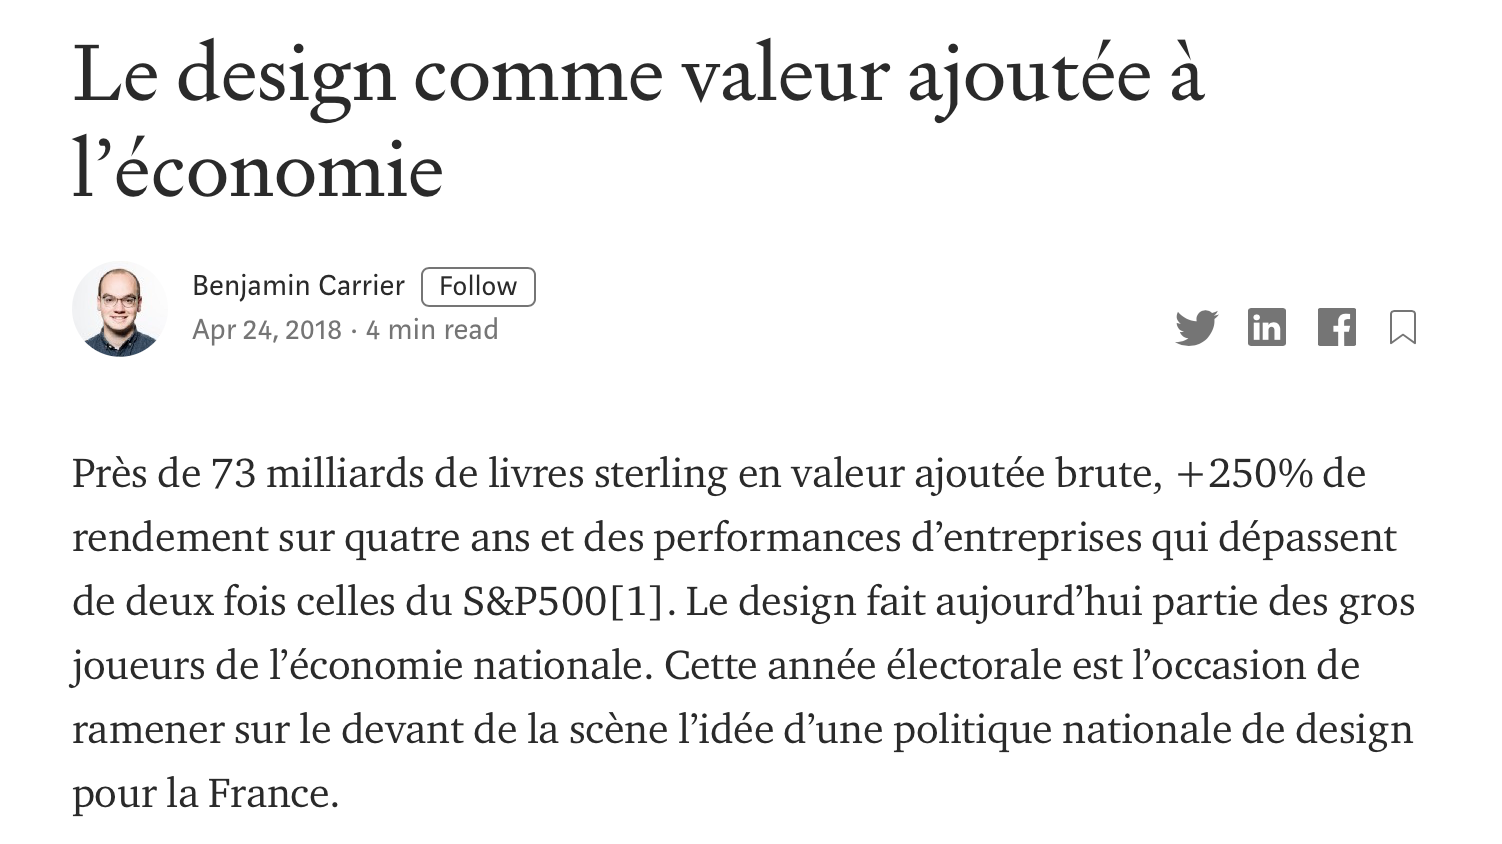 Le design comme valeur ajoutée à
l’économie
Benjamin Carrier Follow
Apr 24, 2018 · 4 min read
Près de 73 milliards de livres sterling en valeur ajoutée brute, +250% de
rendement sur quatre ans et des performances d’entreprises qui dépassent
de deux fois celles du S&P500[1]. Le design fait aujourd’hui partie des gros
joueurs de l’économie nationale. Cette année électorale est l’occasion de
ramener sur le devant de la scène l’idée d’une politique nationale de design
pour la France.